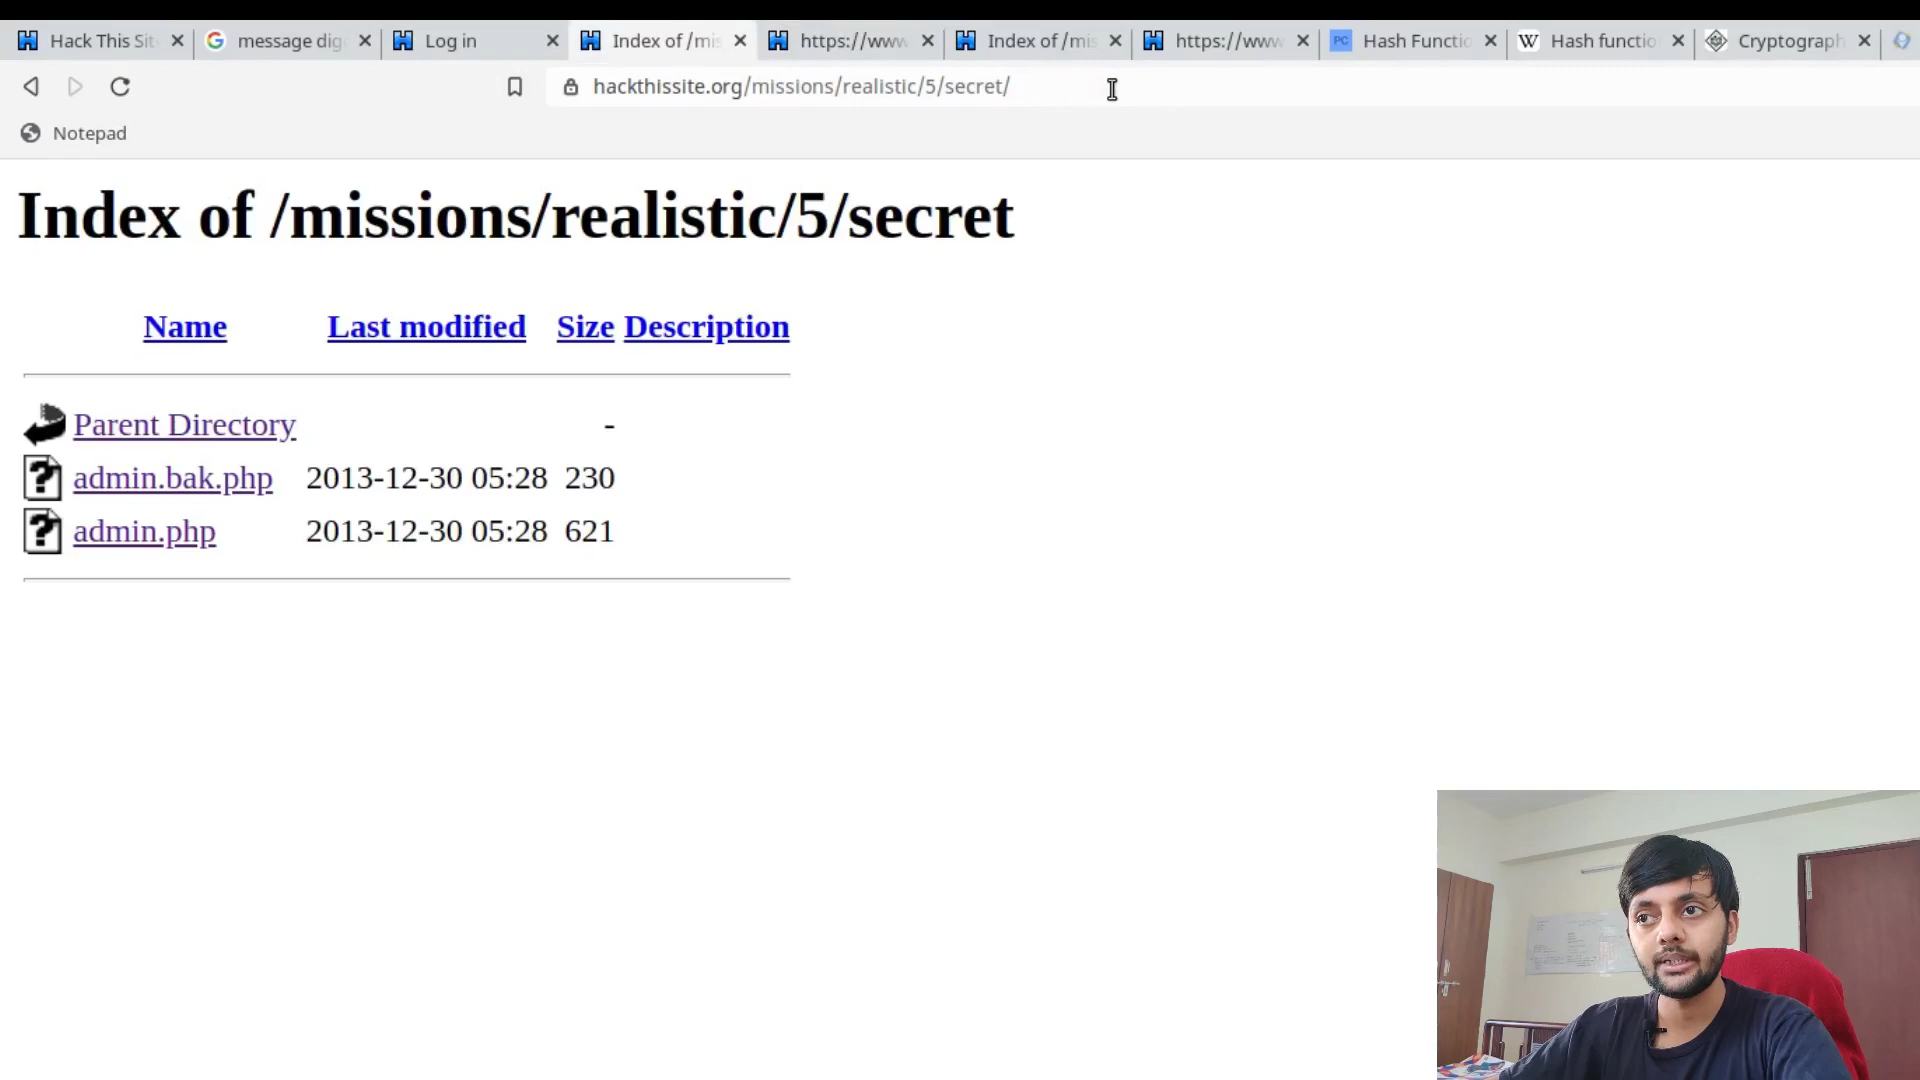 Hack This Sit
message dig
Log in
Index of /mis
https://www
Index of /mis
https://www
PC Hash Functio
W Hash functio
Cryptograph
hackthissite.org/missions/realistic/5/secret/
Notepad
Index of /missions/realistic/5/secret
Name Last modified Size Description
Parent Directory -
admin.bak.php 2013-12-30 05:28 230
admin.php 2013-12-30 05:28 621